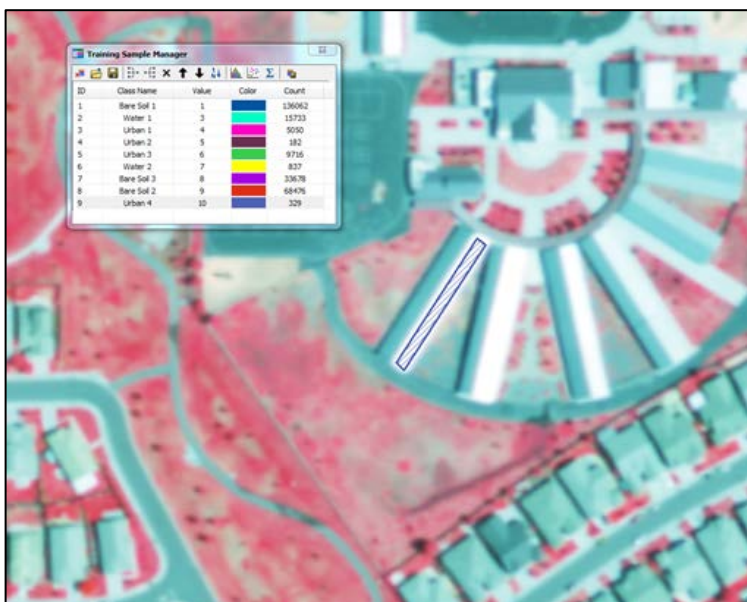 Training Sample Manager
ID Class Name Value Color Count
1 Bare Soil 1 1 136062
2 Water 1 3 15733
3 Urban 1 4 5050
4 Urban 2 5 182
5 Urban 3 6 9716
6 Water 2 7 837
7 Bare Soil 3 8 33678
8 Bare Soil 2 9 68476
9 Urban 4 10 329